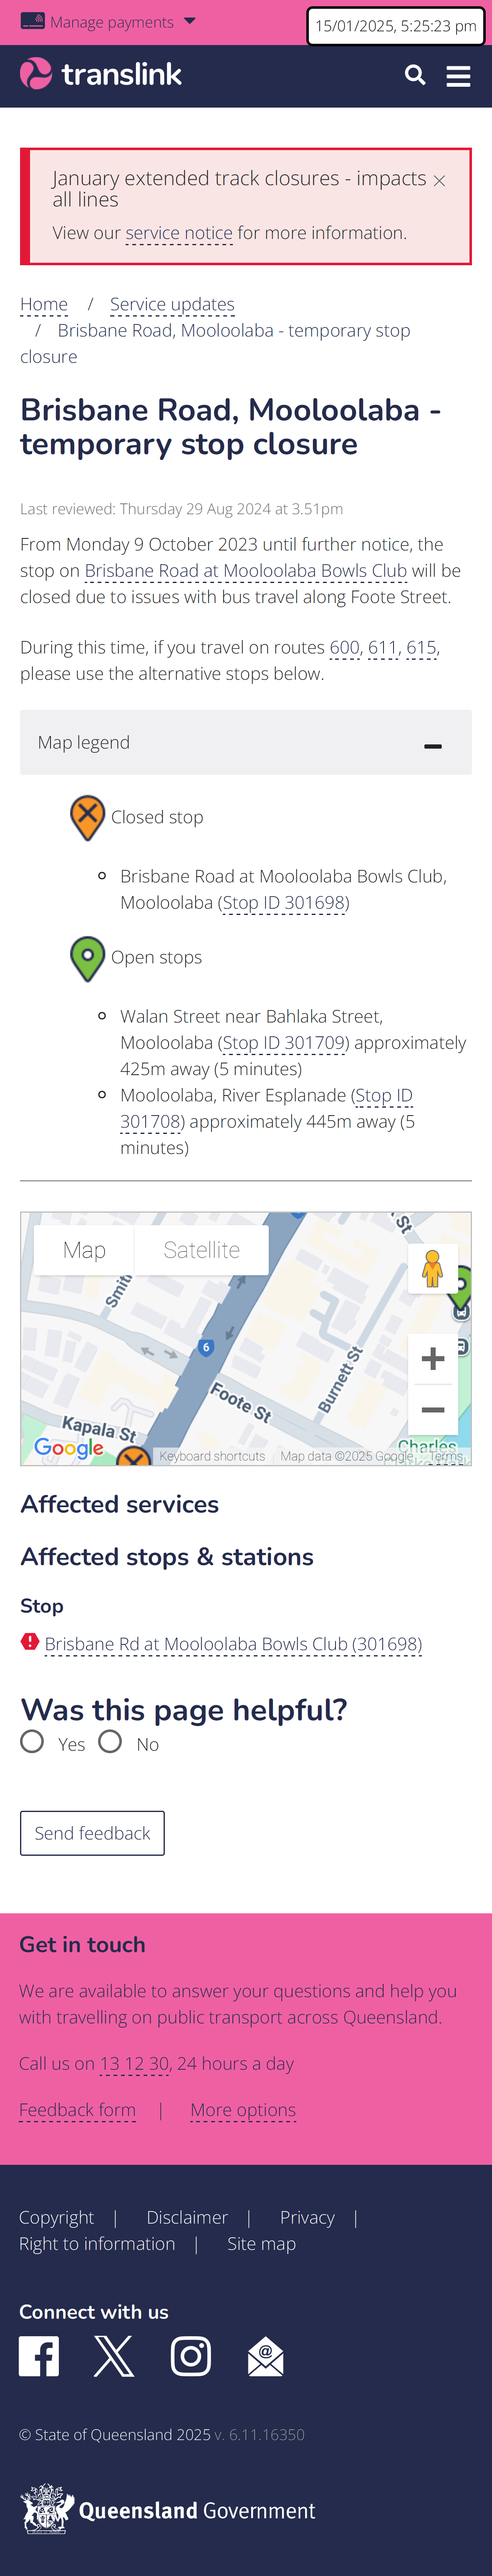 Manage payments
15/01/2025, 5:25:23 pm
translink
January extended track closures - impacts
all lines
View our service notice for more information.
Home / Service updates
/ Brisbane Road, Mooloolaba - temporary stop
closure
Brisbane Road, Mooloolaba -
temporary stop closure
Last reviewed: Thursday 29 Aug 2024 at 3.51pm
From Monday 9 October 2023 until further notice, the
stop on Brisbane Road at Mooloolaba Bowls Club will be
closed due to issues with bus travel along Foote Street.
During this time, if you travel on routes 600, 611, 615,
please use the alternative stops below.
Map legend
Closed stop
Brisbane Road at Mooloolaba Bowls Club,
Mooloolaba (Stop ID 301698)
Open stops
Walan Street near Bahlaka Street,
Mooloolaba (Stop ID 301709) approximately
425m away (5 minutes)
Mooloolaba, River Esplanade (Stop ID
301708) approximately 445m away (5
minutes)
Map Satellite
St
Smith
6
Burnett St
Foote St
Kapala St
Charles
Google
Keyboard shortcuts Map data ©2025 Google Terms
Affected services
Affected stops & stations
Stop
Brisbane Rd at Mooloolaba Bowls Club (301698)
Was this page helpful?
Yes No
Send feedback
Get in touch
We are available to answer your questions and help you
with travelling on public transport across Queensland.
Call us on 13 12 30, 24 hours a day
Feedback form | More options
Copyright | Disclaimer | Privacy |
Right to information | Site map
Connect with us
© State of Queensland 2025 v. 6.11.16350
Queensland Government